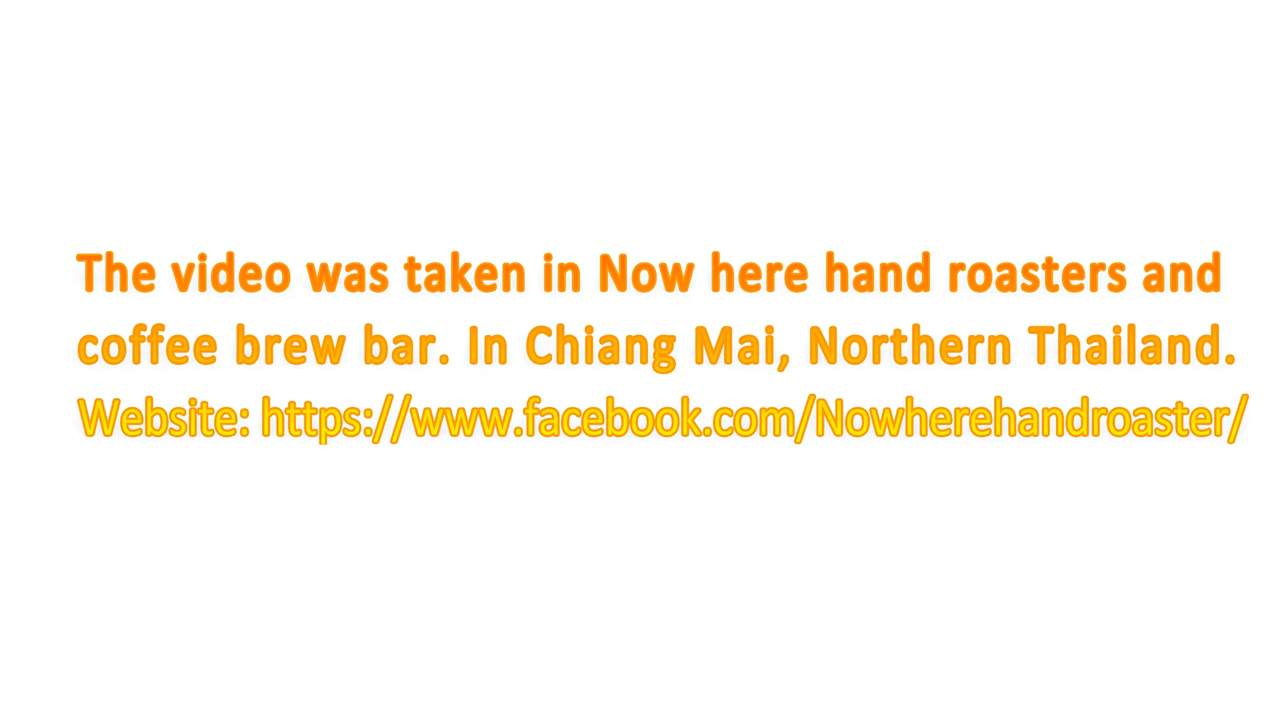 The video was taken in Now here hand roasters and
coffee brew bar. In Chiang Mai, Northern Thailand.
Website: https://www.facebook.com/Nowherehandroaster/